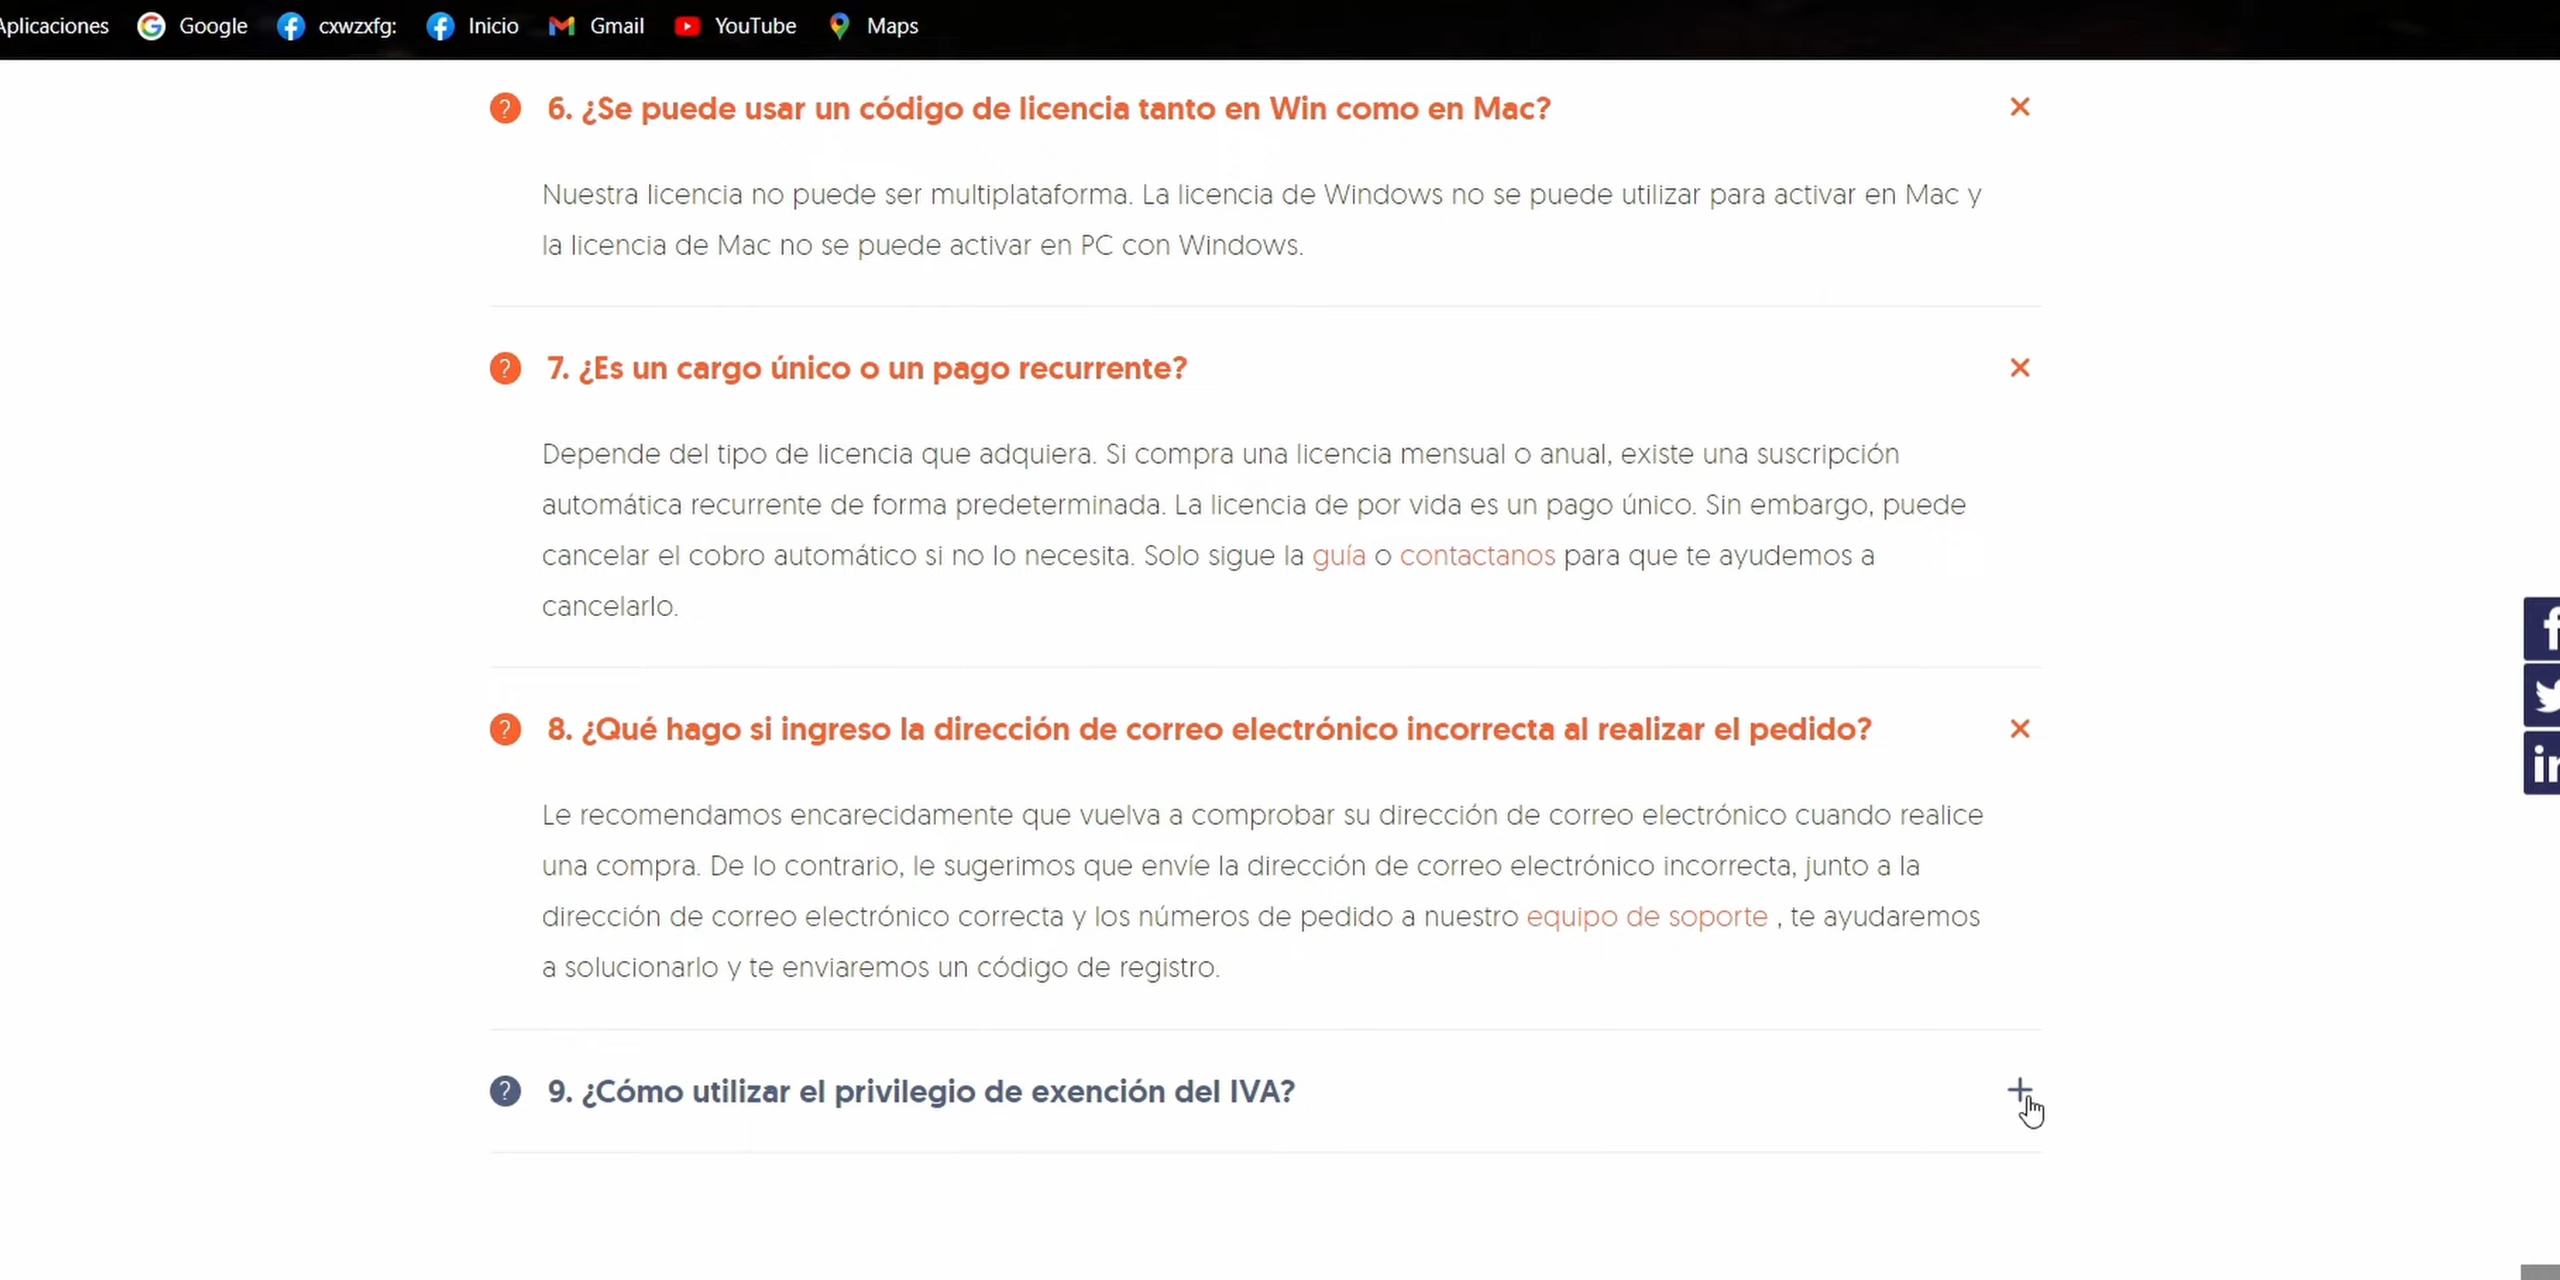 Aplicaciones Google cxwzxfg: Inicio Gmail YouTube Maps
6. ¿Se puede usar un código de licencia tanto en Win como en Mac?
Nuestra licencia no puede ser multiplataforma. La licencia de Windows no se puede utilizar para activar en Mac y
la licencia de Mac no se puede activar en PC con Windows.
7. ¿Es un cargo único o un pago recurrente?
Depende del tipo de licencia que adquiera. Si compra una licencia mensual o anual, existe una suscripción
automática recurrente de forma predeterminada. La licencia de por vida es un pago único. Sin embargo, puede
cancelar el cobro automático si no lo necesita. Solo sigue la guía o contactanos para que te ayudemos a
cancelarlo.
8. ¿Qué hago si ingreso la dirección de correo electrónico incorrecta al realizar el pedido?
Le recomendamos encarecidamente que vuelva a comprobar su dirección de correo electrónico cuando realice
una compra. De lo contrario, le sugerimos que envíe la dirección de correo electrónico incorrecta, junto a la
dirección de correo electrónico correcta y los números de pedido a nuestro equipo de soporte , te ayudaremos
a solucionarlo y te enviaremos un código de registro.
9. ¿Cómo utilizar el privilegio de exención del IVA?